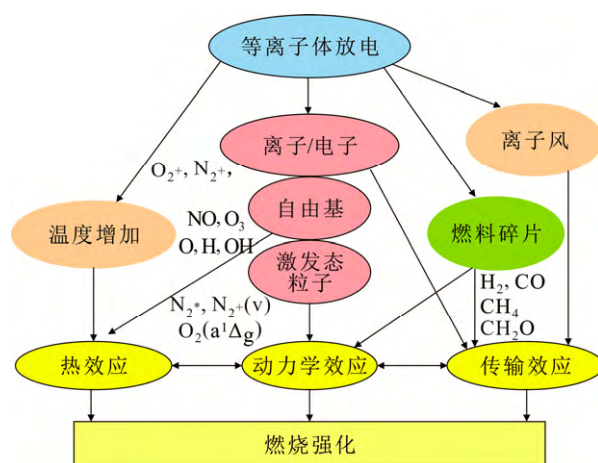 等离子体放电
离子/电子
离子风
O₂⁺, N₂⁺,
自由基
NO, O₃
O, H, OH
温度增加
燃料碎片
激发态
粒子
H₂, CO
CH₄
CH₂O
N₂*, N₂⁺(v)
O₂(a¹Δg)
热效应
动力学效应
传输效应
燃烧强化